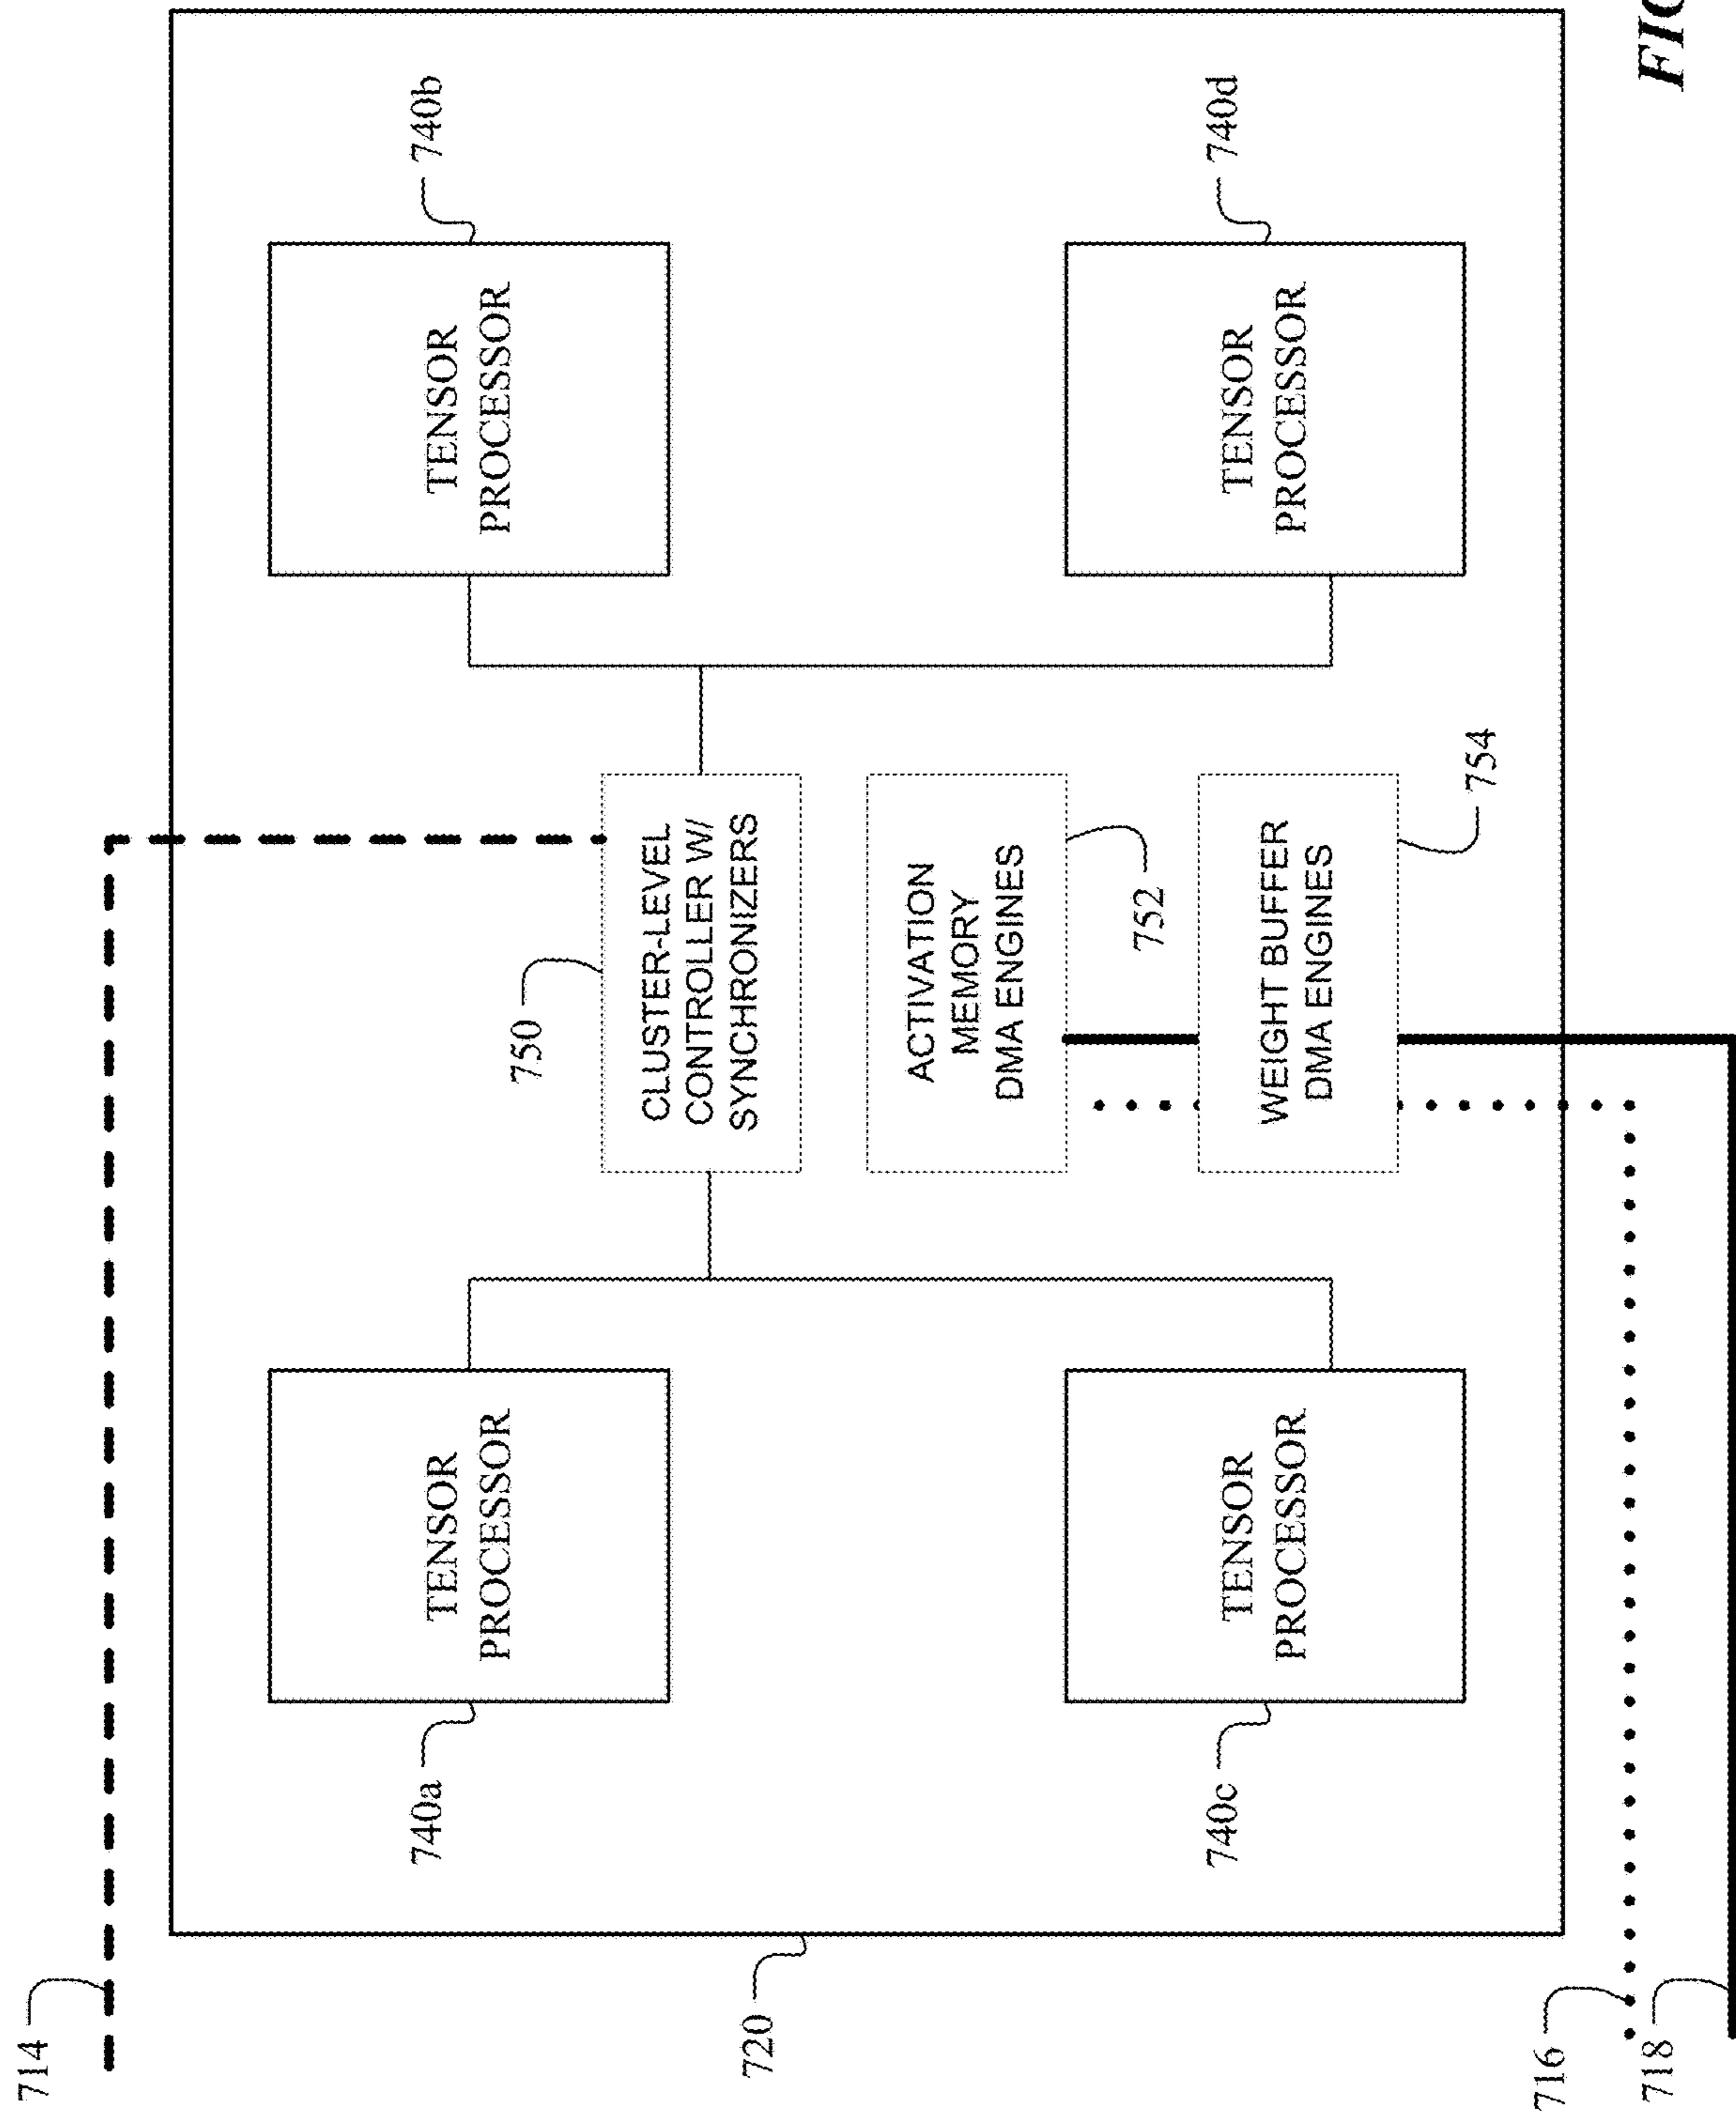 714
740a
TENSOR
PROCESSOR
TENSOR
PROCESSOR
740b
750
CLUSTER-LEVEL
CONTROLLER W/
SYNCHRONIZERS
720
ACTIVATION
MEMORY
DMA ENGINES
752
740c
TENSOR
PROCESSOR
WEIGHT BUFFER
DMA ENGINES
TENSOR
PROCESSOR
740d
754
716
718